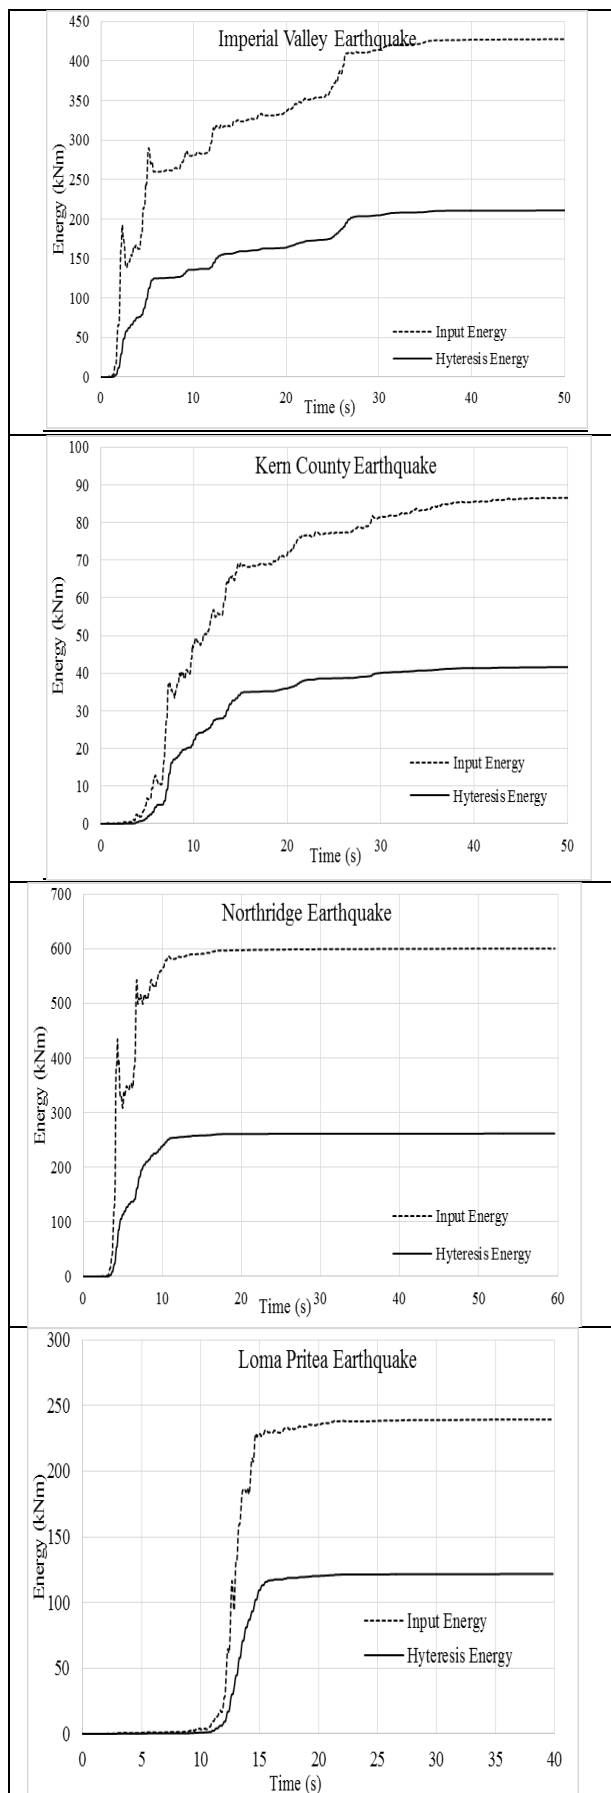 Imperial Valley Earthquake
450
400
350
300
250
200
150
100
50
0
Energy (kNm)
Input Energy
Hyteresis Energy
0 10 20 30 40 50
Time (s)
Kern County Earthquake
100
90
80
70
60
50
40
30
20
10
0
Energy (kNm)
Input Energy
Hyteresis Energy
0 10 20 30 40 50
Time (s)
Northridge Earthquake
700
600
500
400
300
200
100
0
Energy (kNm)
Input Energy
Hyteresis Energy
0 10 20 30 40 50 60
Time (s)
Loma Pritea Earthquake
300
250
200
150
100
50
0
Energy (kNm)
Input Energy
Hyteresis Energy
0 5 10 15 20 25 30 35 40
Time (s)